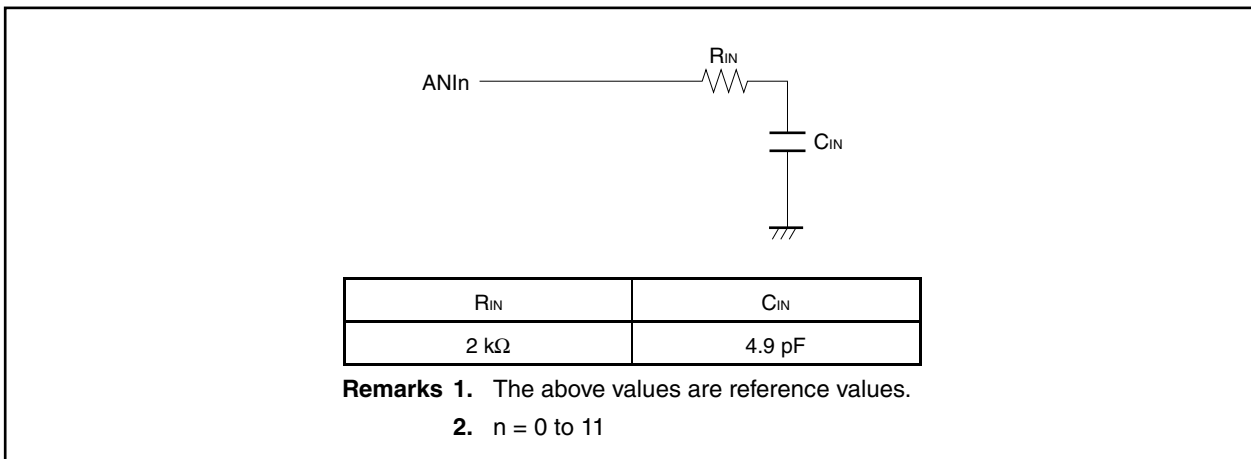 RIN
ANIn
CIN
RIN CIN
2 kΩ 4.9 pF
Remarks 1. The above values are reference values.
2. n = 0 to 11